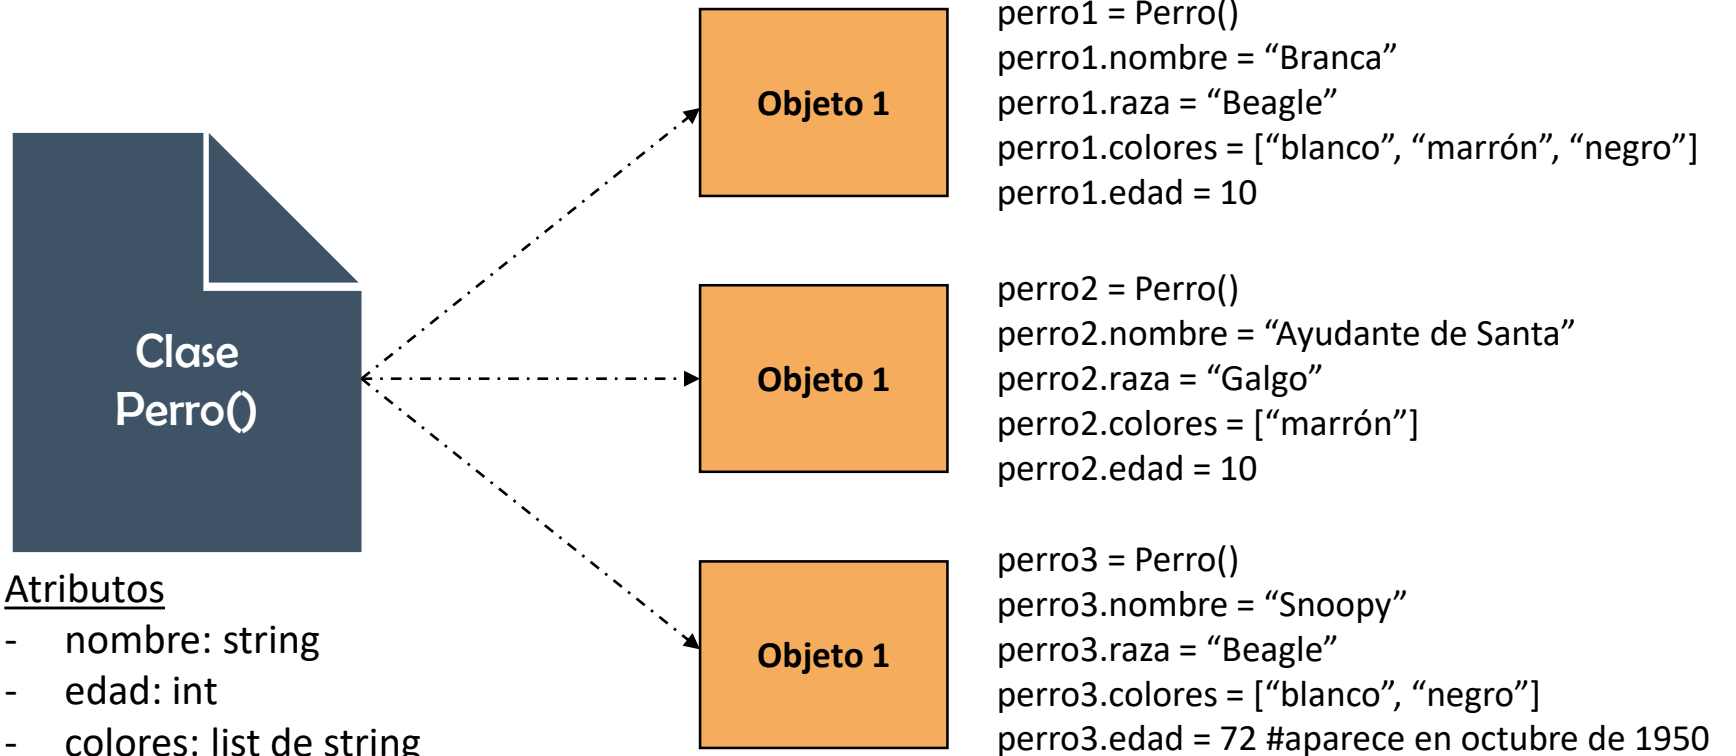 Clase
Perro()
Atributos
- nombre: string
- edad: int
- colores: list de string
Objeto 1
perro1 = Perro()
perro1.nombre = “Branca”
perro1.raza = “Beagle”
perro1.colores = [“blanco”, “marrón”, “negro”]
perro1.edad = 10
Objeto 1
perro2 = Perro()
perro2.nombre = “Ayudante de Santa”
perro2.raza = “Galgo”
perro2.colores = [“marrón”]
perro2.edad = 10
Objeto 1
perro3 = Perro()
perro3.nombre = “Snoopy”
perro3.raza = “Beagle”
perro3.colores = [“blanco”, “negro”]
perro3.edad = 72 #aparece en octubre de 1950